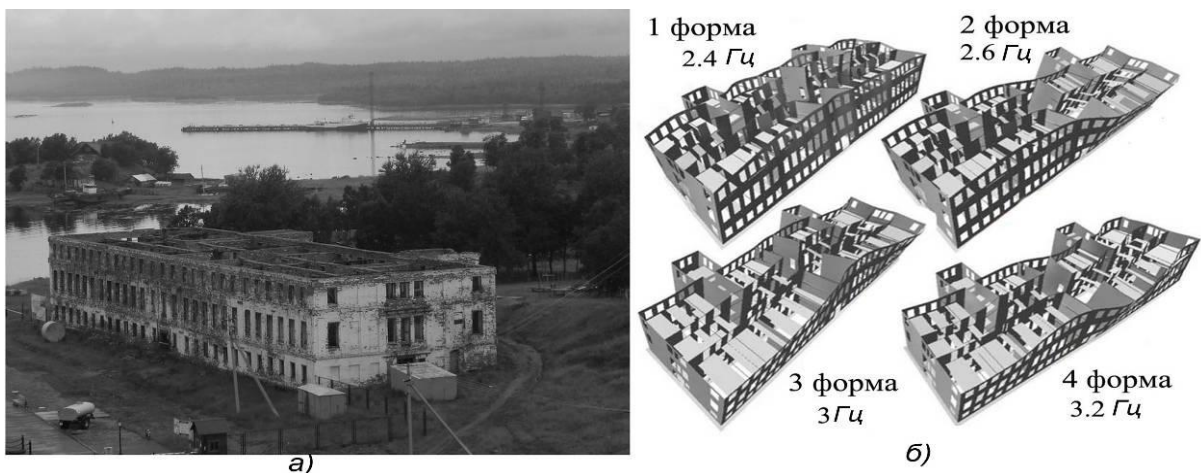 1 форма
2.4 Гц
2 форма
2.6 Гц
3 форма
3 Гц
4 форма
3.2 Гц
а)
б)